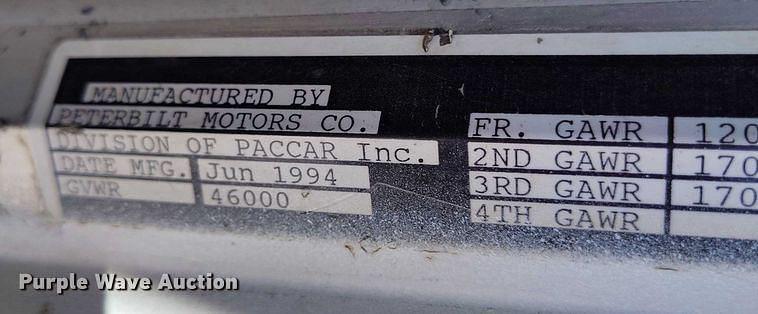 MANUFACTURED BY
PETERBILT MOTORS CO.
DIVISION OF PACCAR Inc.
DATE MFG. Jun 1994
GVWR 46000
FR. GAWR 120
2ND GAWR 170
3RD GAWR 170
4TH GAWR
Purple Wave Auction